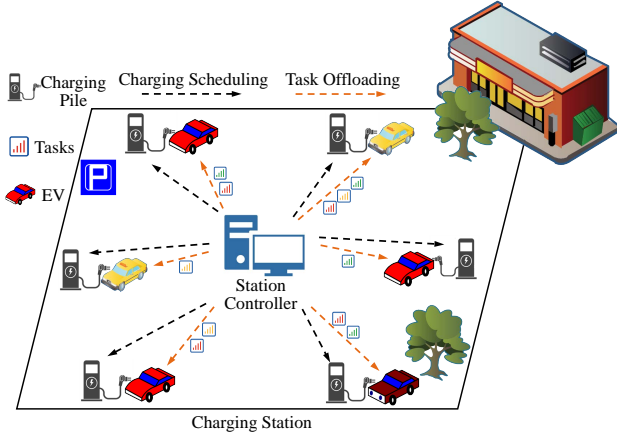 Charging
Pile
Charging Scheduling
Task Offloading
Tasks
P
EV
Station
Controller
Charging Station